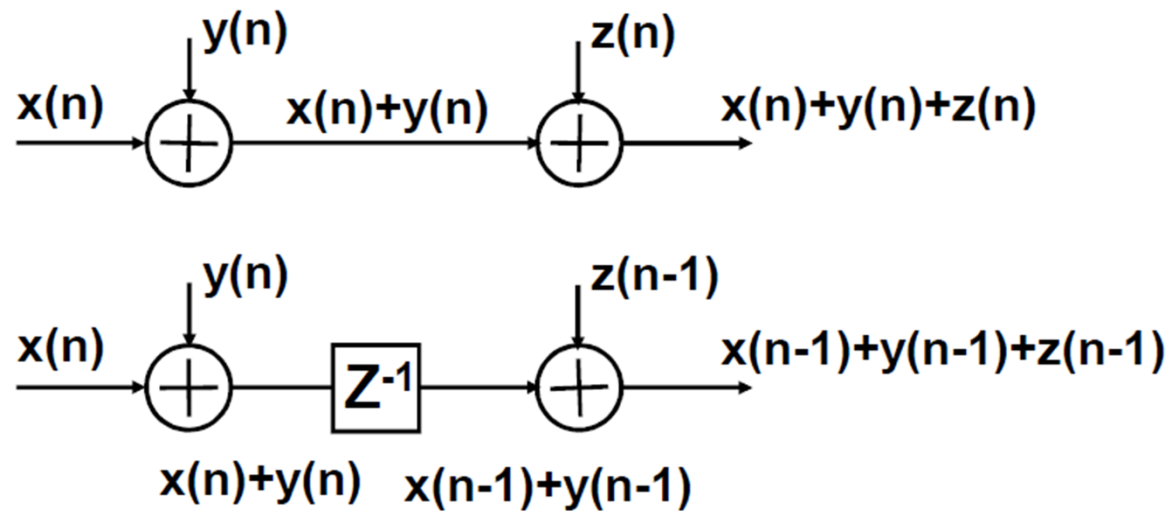 y(n)
z(n)
x(n)
x(n)+y(n)
x(n)+y(n)+z(n)
y(n)
z(n-1)
x(n)
x(n-1)+y(n-1)+z(n-1)
Z-1
x(n)+y(n)
x(n-1)+y(n-1)